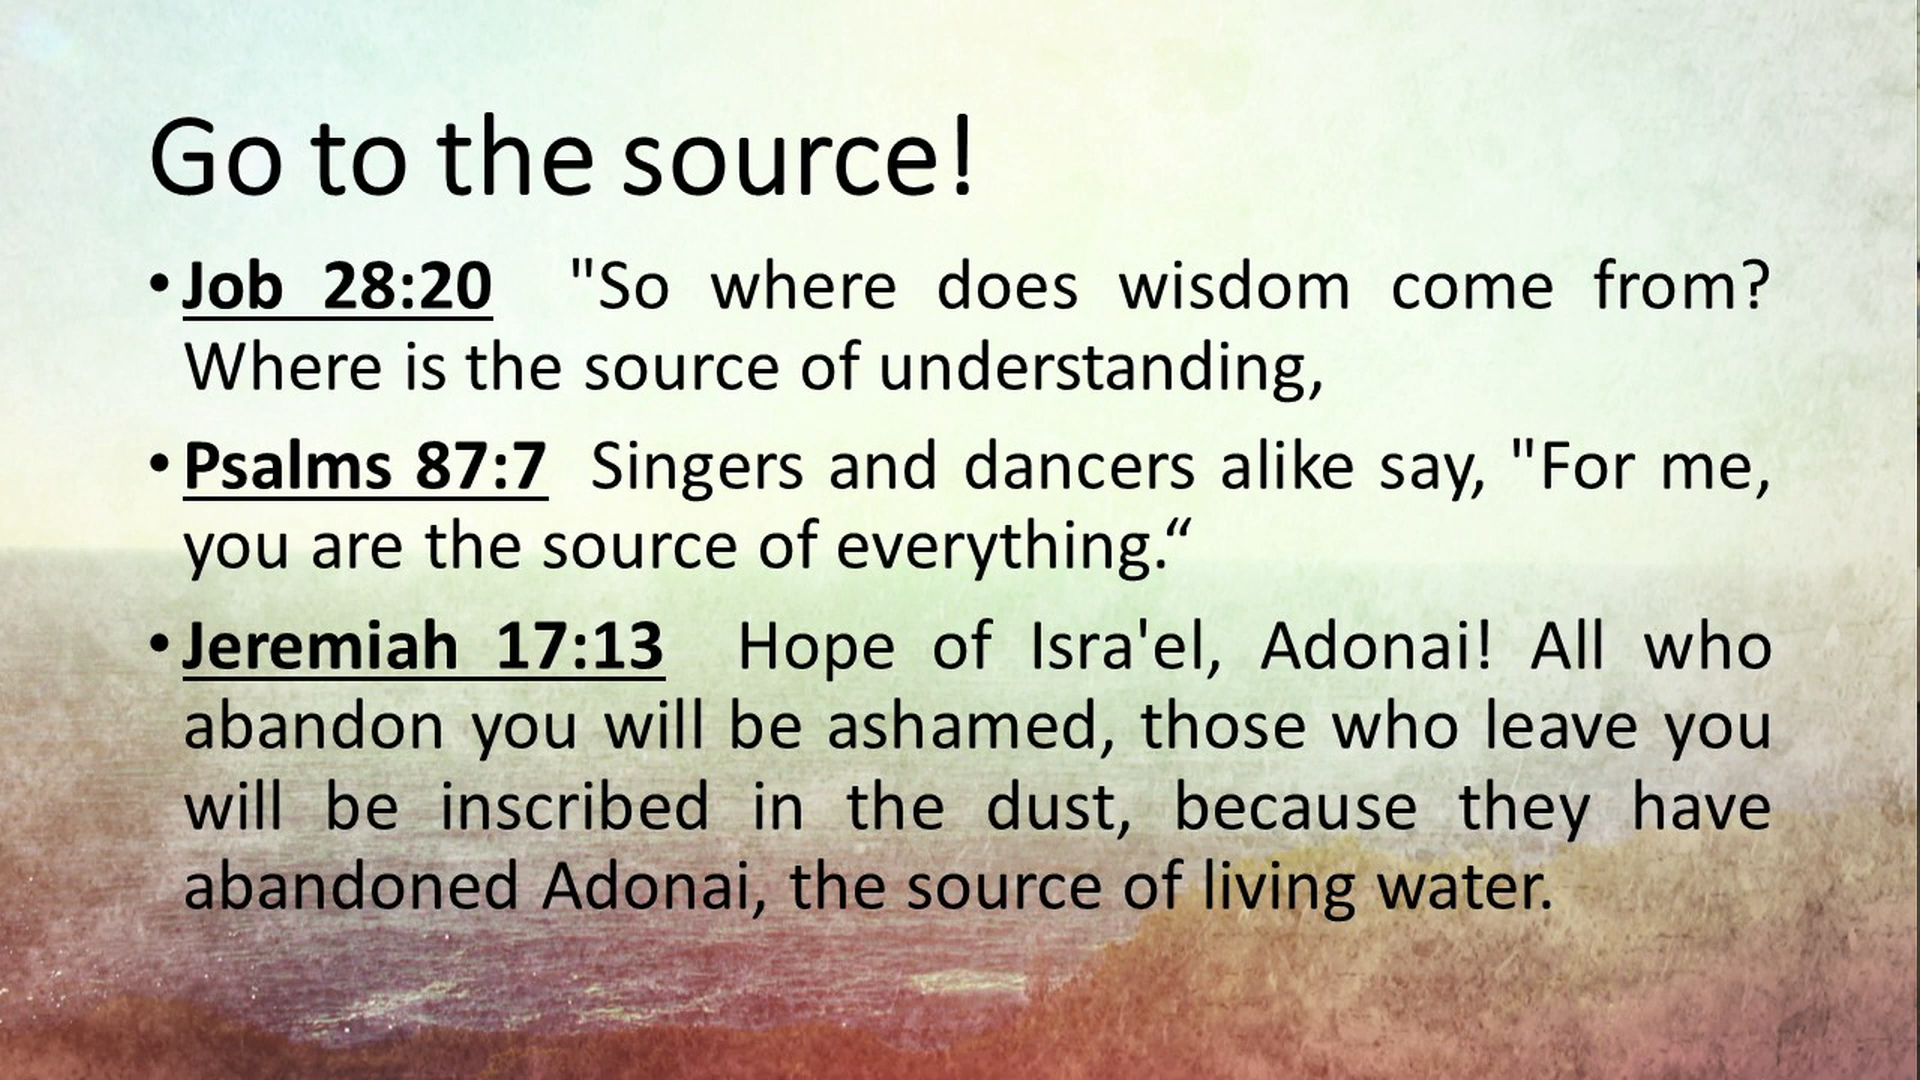 Go to the source!
• Job 28:20 "So where does wisdom come from?
Where is the source of understanding,
• Psalms 87:7 Singers and dancers alike say, "For me,
you are the source of everything.“
• Jeremiah 17:13 Hope of Isra'el, Adonai! All who
abandon you will be ashamed, those who leave you
will be inscribed in the dust, because they have
abandoned Adonai, the source of living water.